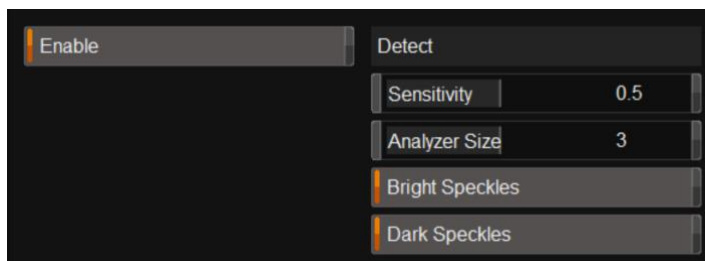 Enable
Detect
Sensitivity 0.5
Analyzer Size 3
Bright Speckles
Dark Speckles